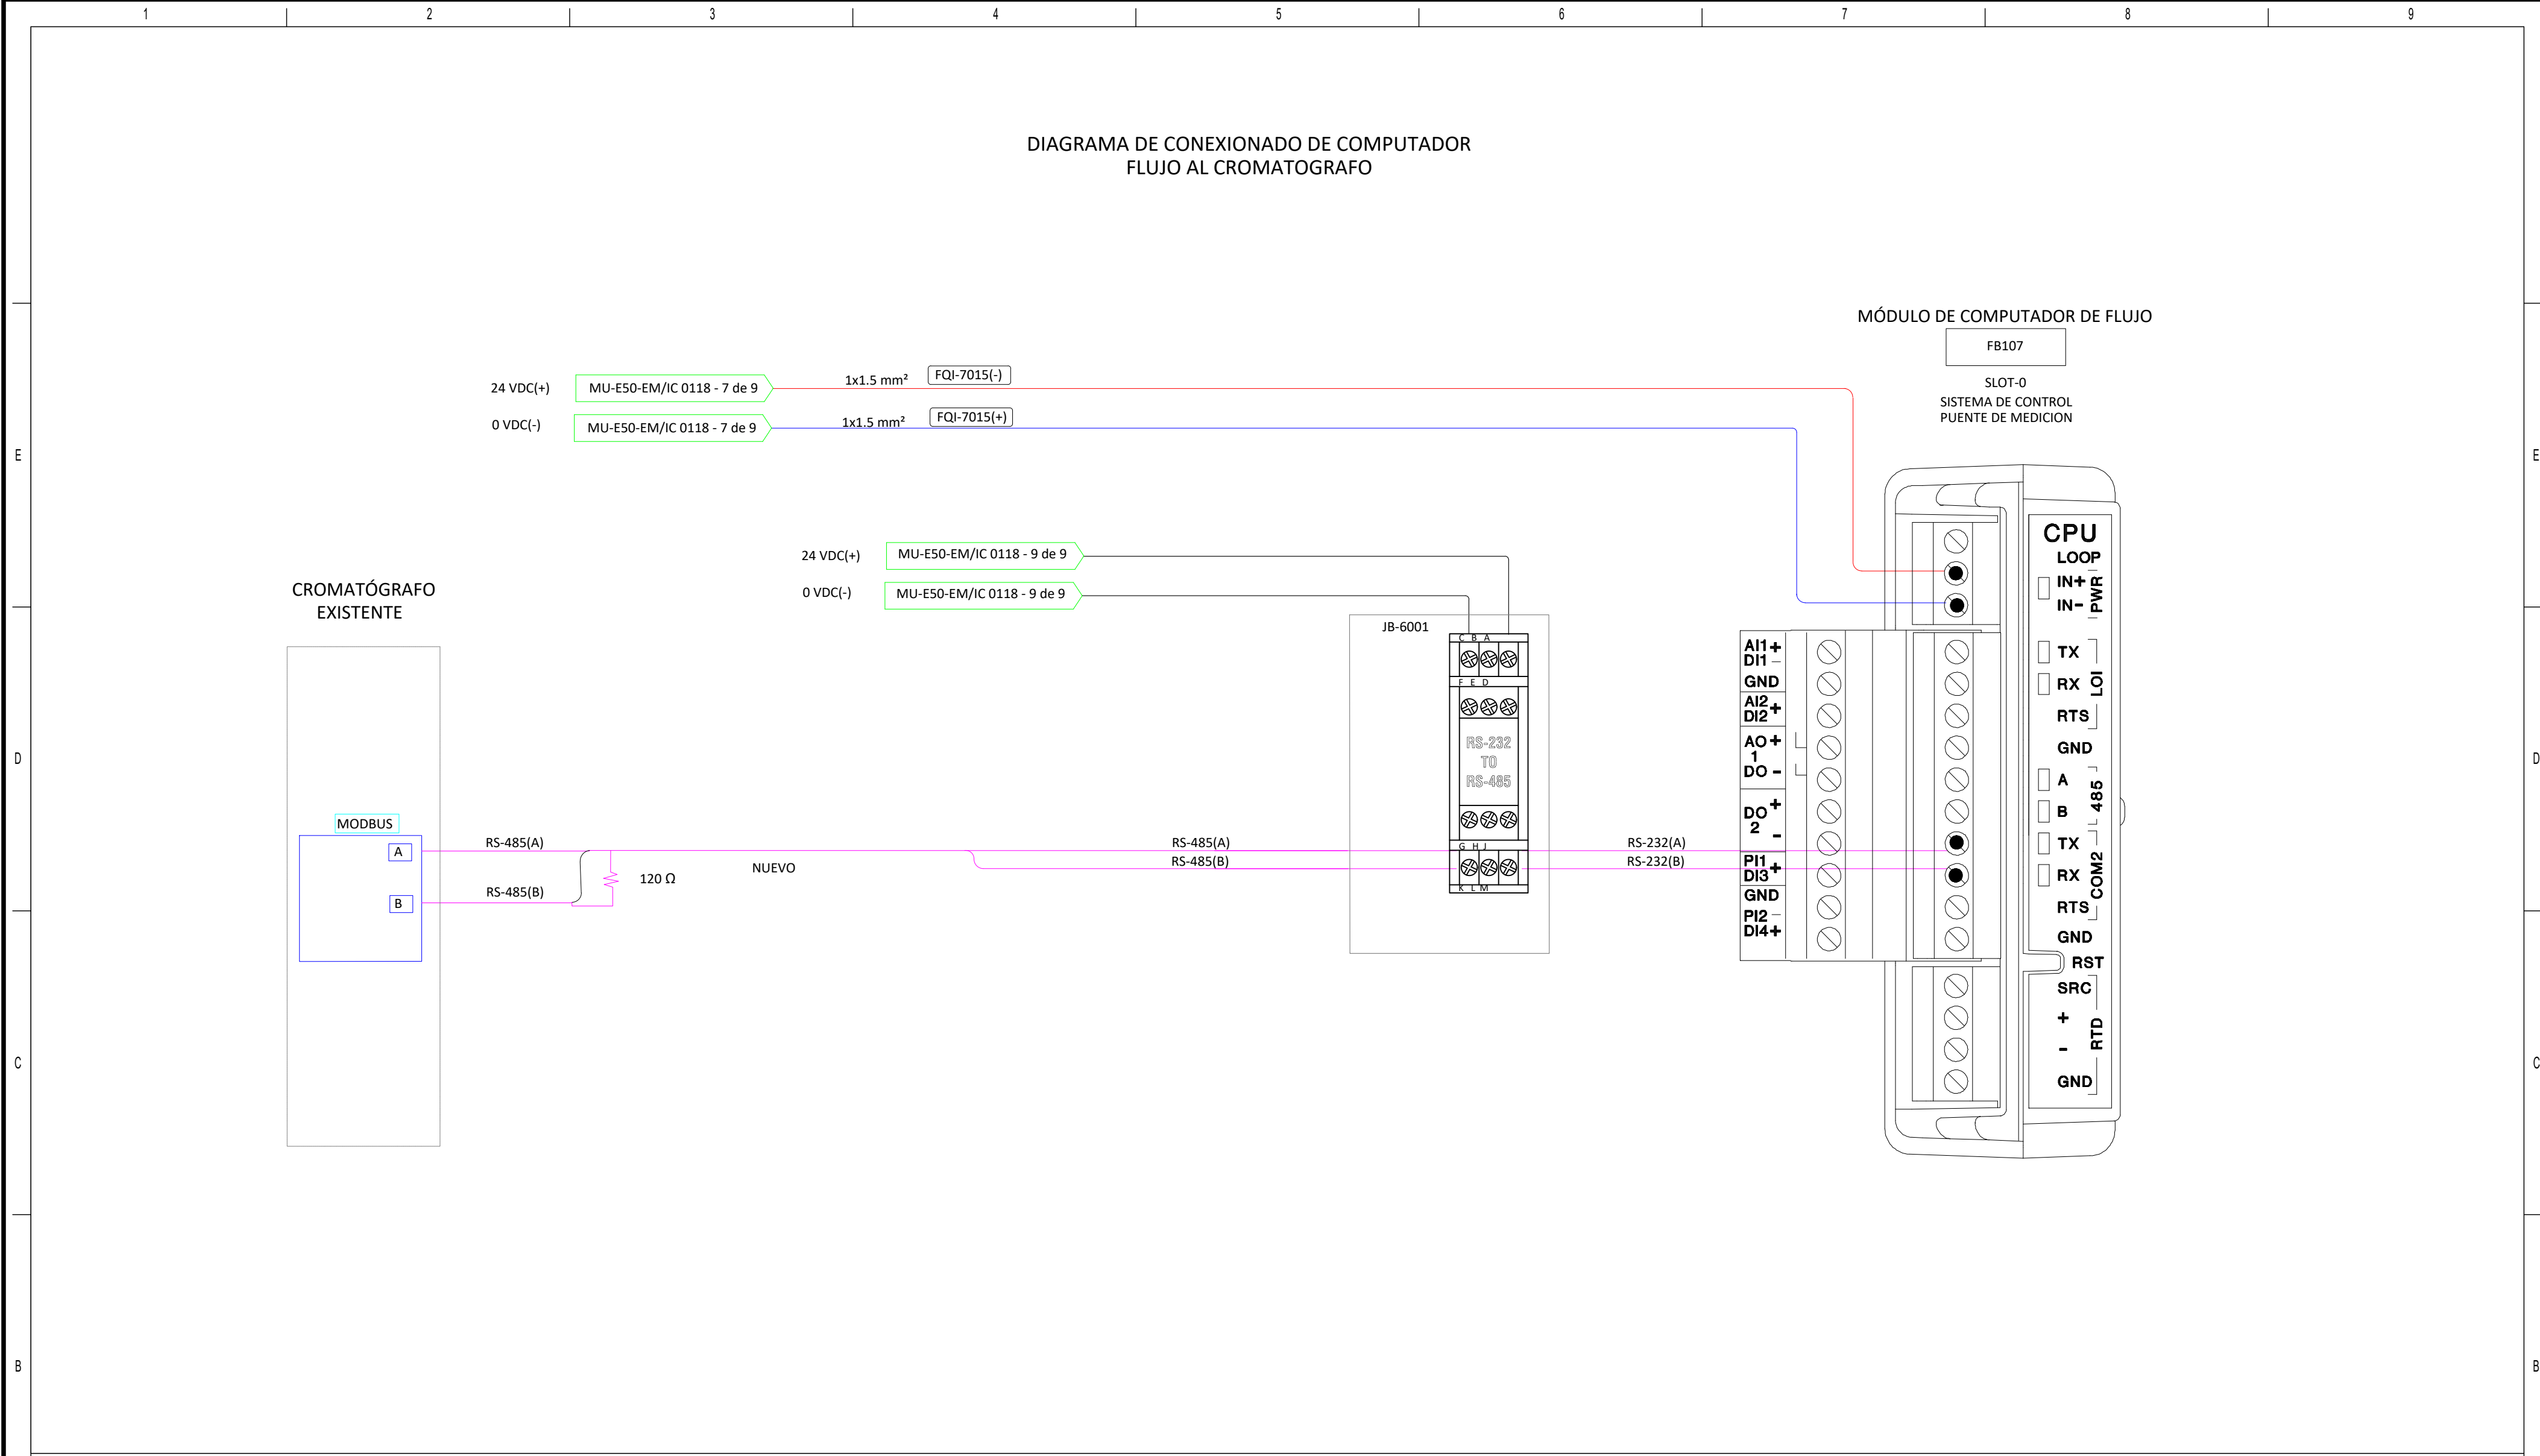 1 2 3 4 5 6 7 8 9
DIAGRAMA DE CONEXIONADO DE COMPUTADOR
FLUJO AL CROMATOGRAFO
MÓDULO DE COMPUTADOR DE FLUJO
FB107
SLOT-0
SISTEMA DE CONTROL
PUENTE DE MEDICION
24 VDC(+) MU-E50-EM/IC 0118 - 7 de 9 1x1.5 mm² FQI-7015(-)
0 VDC(-) MU-E50-EM/IC 0118 - 7 de 9 1x1.5 mm² FQI-7015(+)
E E
24 VDC(+) MU-E50-EM/IC 0118 - 9 de 9
0 VDC(-) MU-E50-EM/IC 0118 - 9 de 9
CROMATÓGRAFO
EXISTENTE
MODBUS
A
B
RS-485(A)
RS-485(B)
120 Ω
NUEVO
RS-485(A)
RS-485(B)
JB-6001
C B A
F E D
RS-232
TO
RS-485
G H J
K L M
RS-232(A)
RS-232(B)
AI1+
DI1−
GND
AI2+
DI2
AO+
1
DO -
DO+
2 -
PI1+
DI3
GND
PI2−
DI4+
CPU
LOOP
IN+
IN-
PWR
TX
RX
RTS
LOI
GND
A
B
485
TX
RX
RTS
COM2
GND
RST
SRC
+
-
RTD
GND
D D
C C
B B